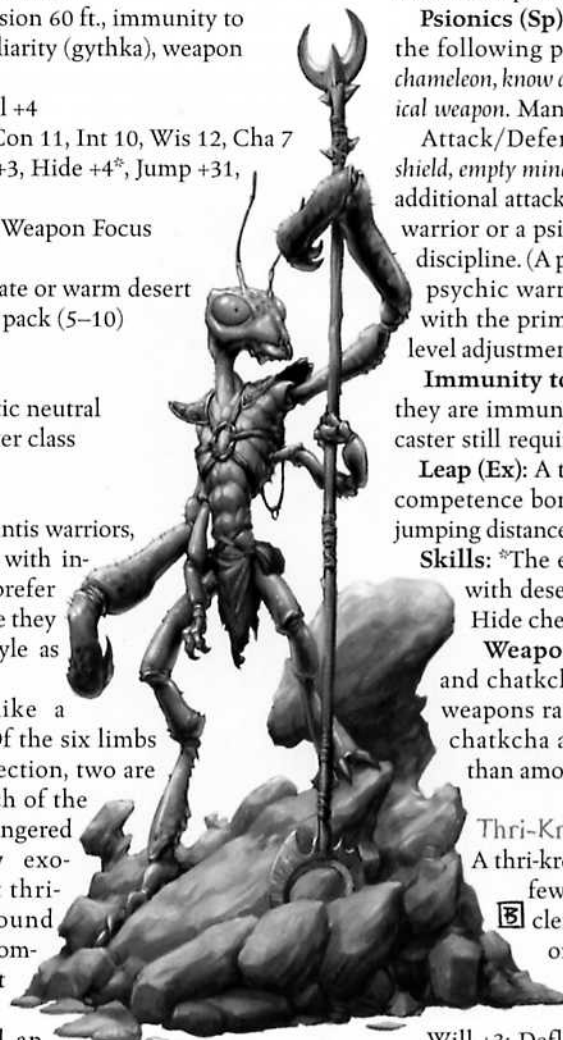 sion 60 ft., immunity to
liarity (gythka), weapon
l +4
Con 11, Int 10, Wis 12, Cha 7
+3, Hide +4*, Jump +31,
Weapon Focus
ate or warm desert
pack (5–10)
tic neutral
er class
ntis warriors,
with in-
prefer
e they
yle as
ike a
Of the six limbs
ection, two are
ch of the
ngered
exo-
thri-
ound
om-
t
an
Psionics (Sp)
the following p
chameleon, know d
ical weapon. Man
Attack/Defen
shield, empty mind
additional attack
warrior or a psi
discipline. (A p
psychic warr
with the prim
level adjustmen
Immunity to
they are immun
caster still requi
Leap (Ex): A t
competence bon
jumping distance
Skills: *The e
with dese
Hide che
Weapo
and chatkch
weapons ra
chatkcha a
than amo
Thri-Kr
A thri-kre
few
B cle
o
Will +3; Defl